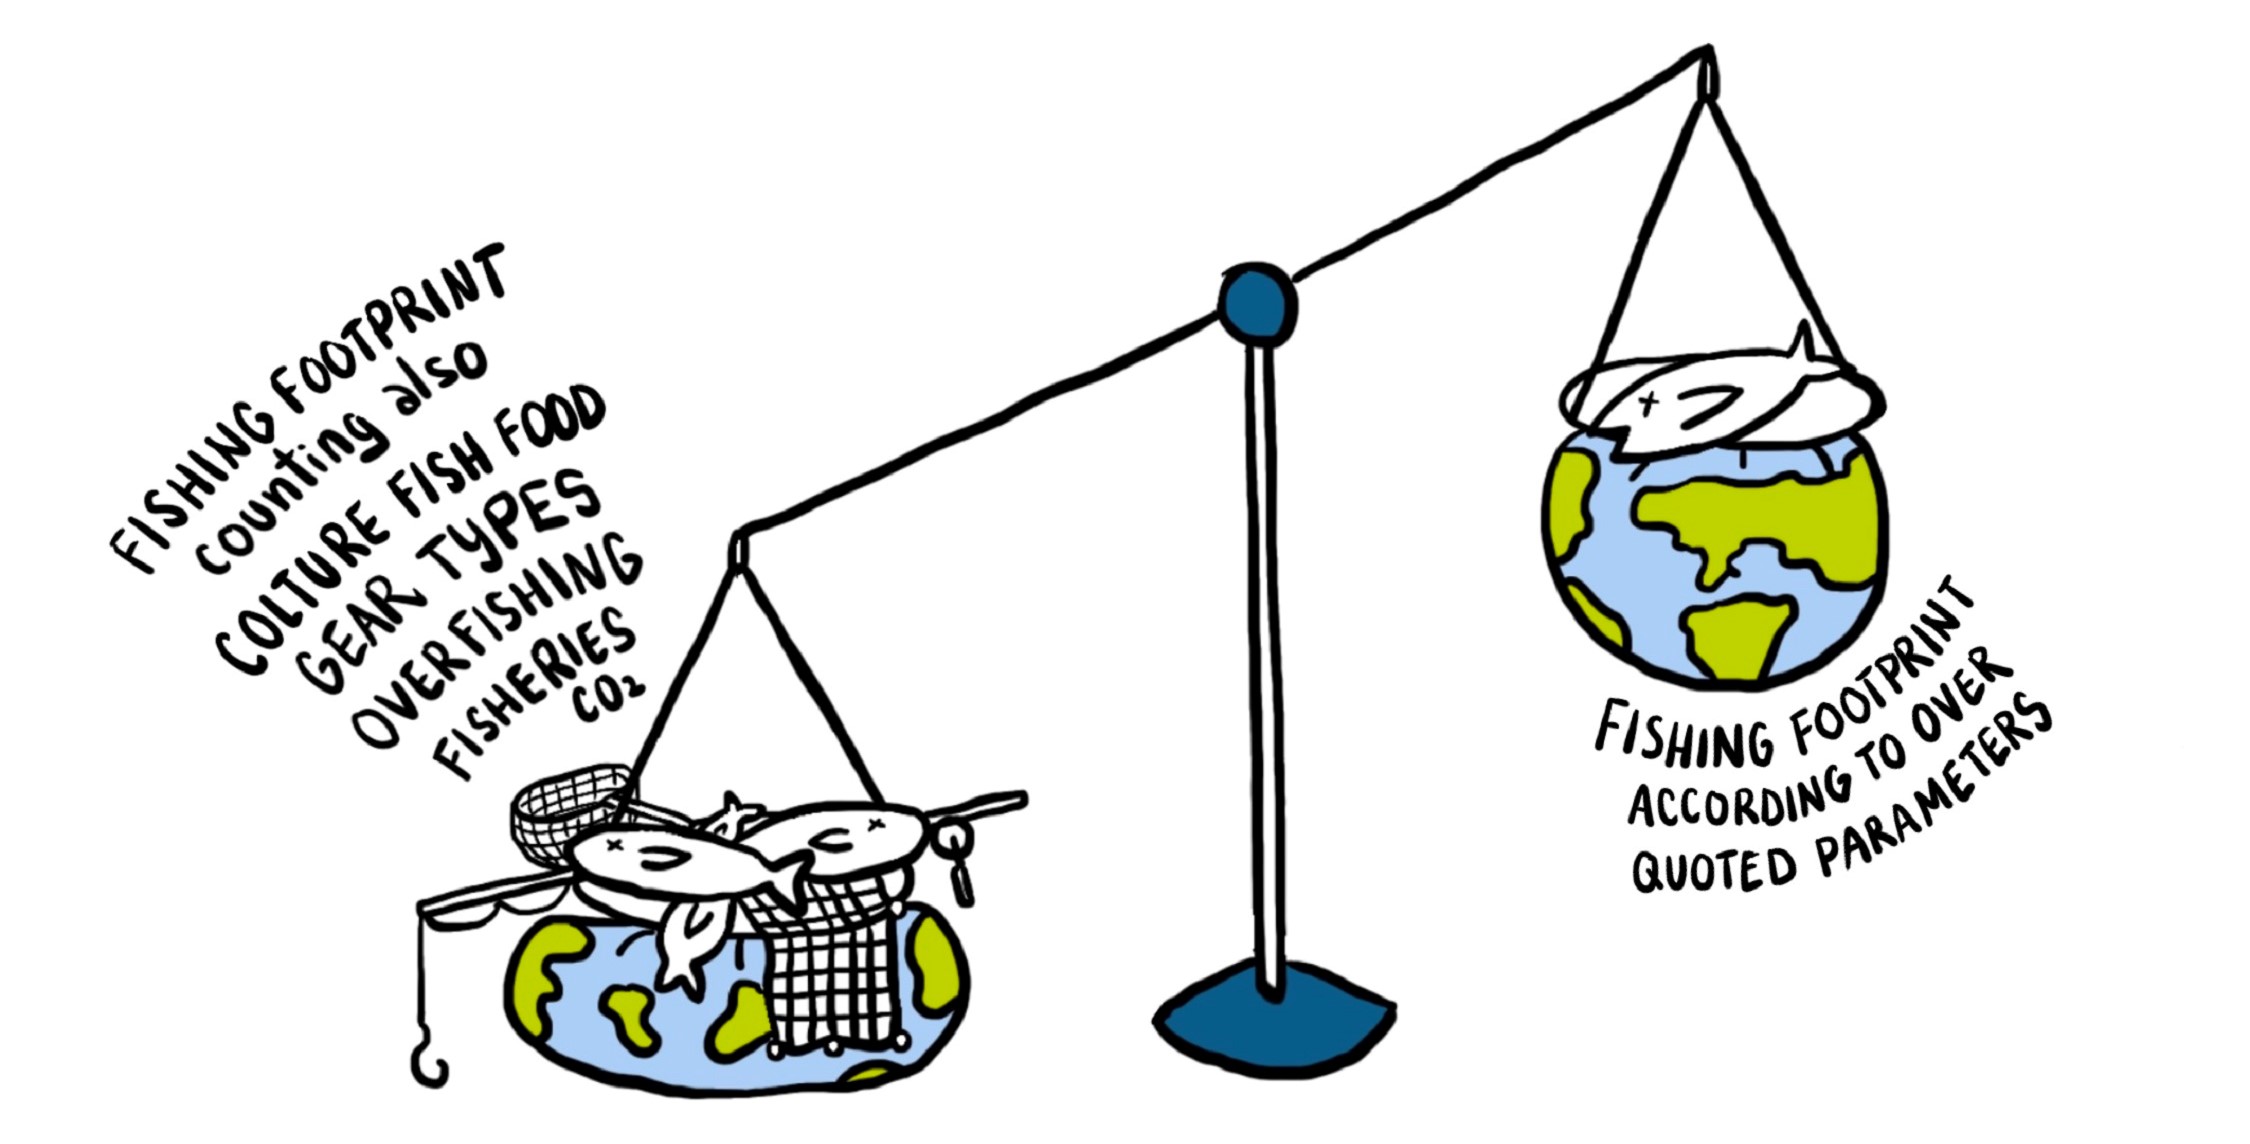 FISHING FOOTPRINT
counting also
COLTURE FISH FOOD
GEAR TYPES
OVERFISHING
FISHERIES
CO₂
FISHING FOOTPRINT
ACCORDING TO OVER
QUOTED PARAMETERS